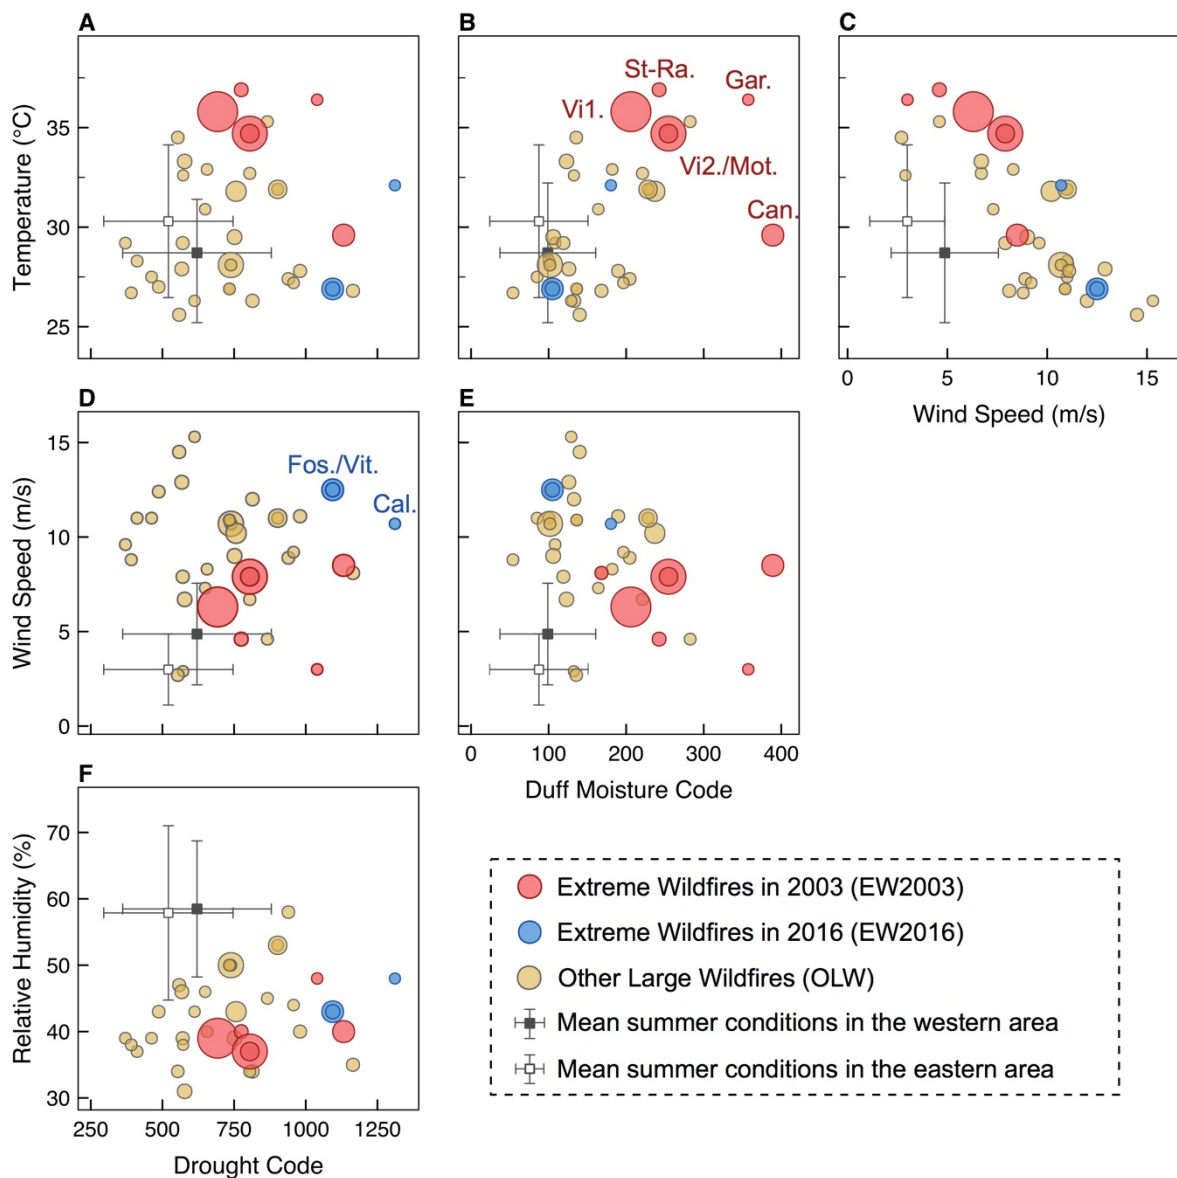 A
B
C
Temperature (°C)
35
30
25
St-Ra.
Gar.
Vi1.
Vi2./Mot.
Can.
0
5
10
15
Wind Speed (m/s)
D
E
Wind Speed (m/s)
15
10
5
0
Fos./Vit.
Cal.
0
100
200
300
400
Duff Moisture Code
F
Relative Humidity (%)
70
60
50
40
30
250
500
750
1000
1250
Drought Code
Extreme Wildfires in 2003 (EW2003)
Extreme Wildfires in 2016 (EW2016)
Other Large Wildfires (OLW)
Mean summer conditions in the western area
Mean summer conditions in the eastern area